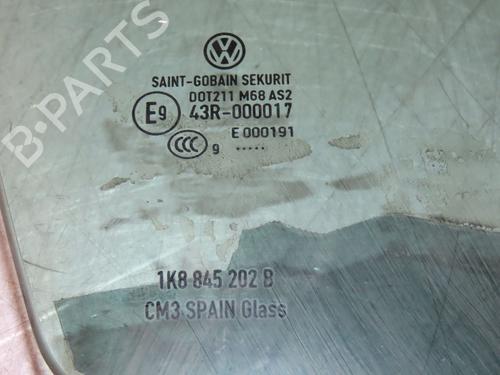 B-PARTS
SAINT-GOBAIN SEKURIT
DOT211 M68 AS2
E9 43R-000017
E 000191
CCC 9 .....
1K8 845 202 B
CM3 SPAIN Glass